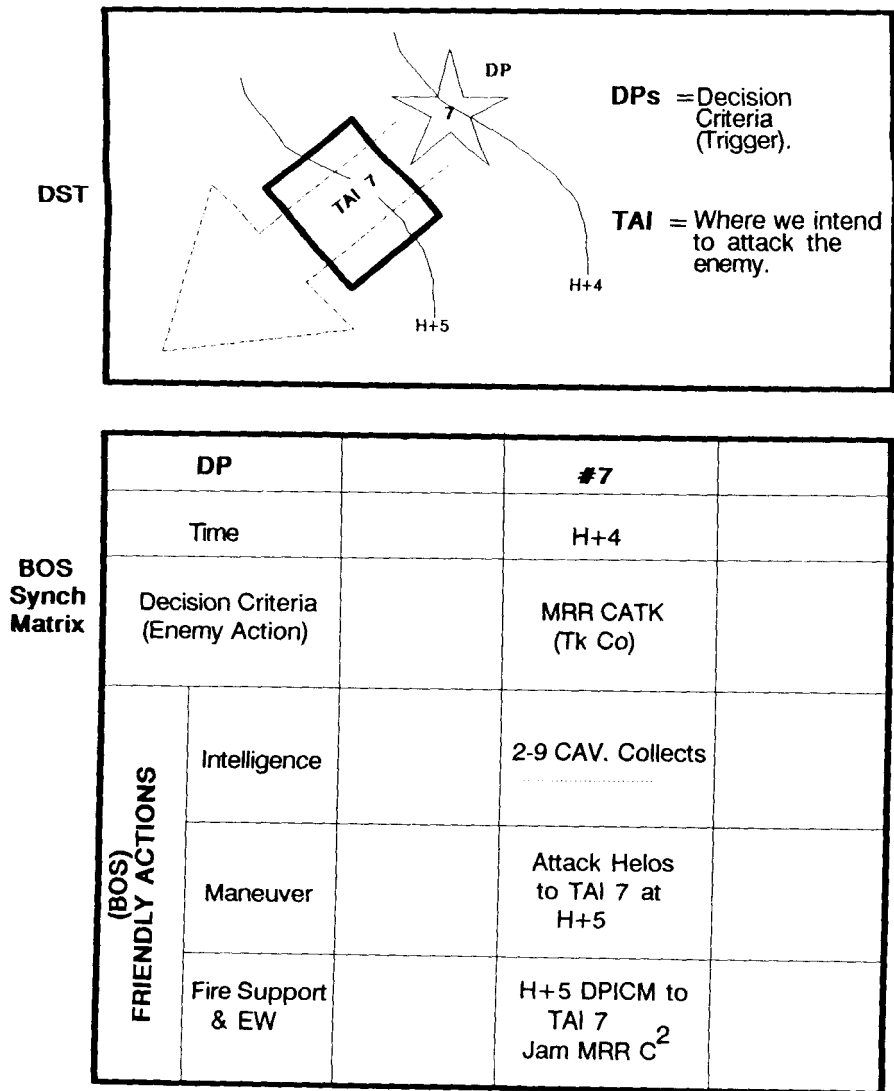 DST
DP
7
TAI 7
H+4
H+5
DPs = Decision
Criteria
(Trigger).
TAI = Where we intend
to attack the
enemy.
BOS
Synch
Matrix
DP #7
Time H+4
Decision Criteria
(Enemy Action)
MRR CATK
(Tk Co)
(BOS)
FRIENDLY ACTIONS
Intelligence
2-9 CAV. Collects
Maneuver
Attack Helos
to TAI 7 at
H+5
Fire Support
& EW
H+5 DPICM to
TAI 7
Jam MRR C²